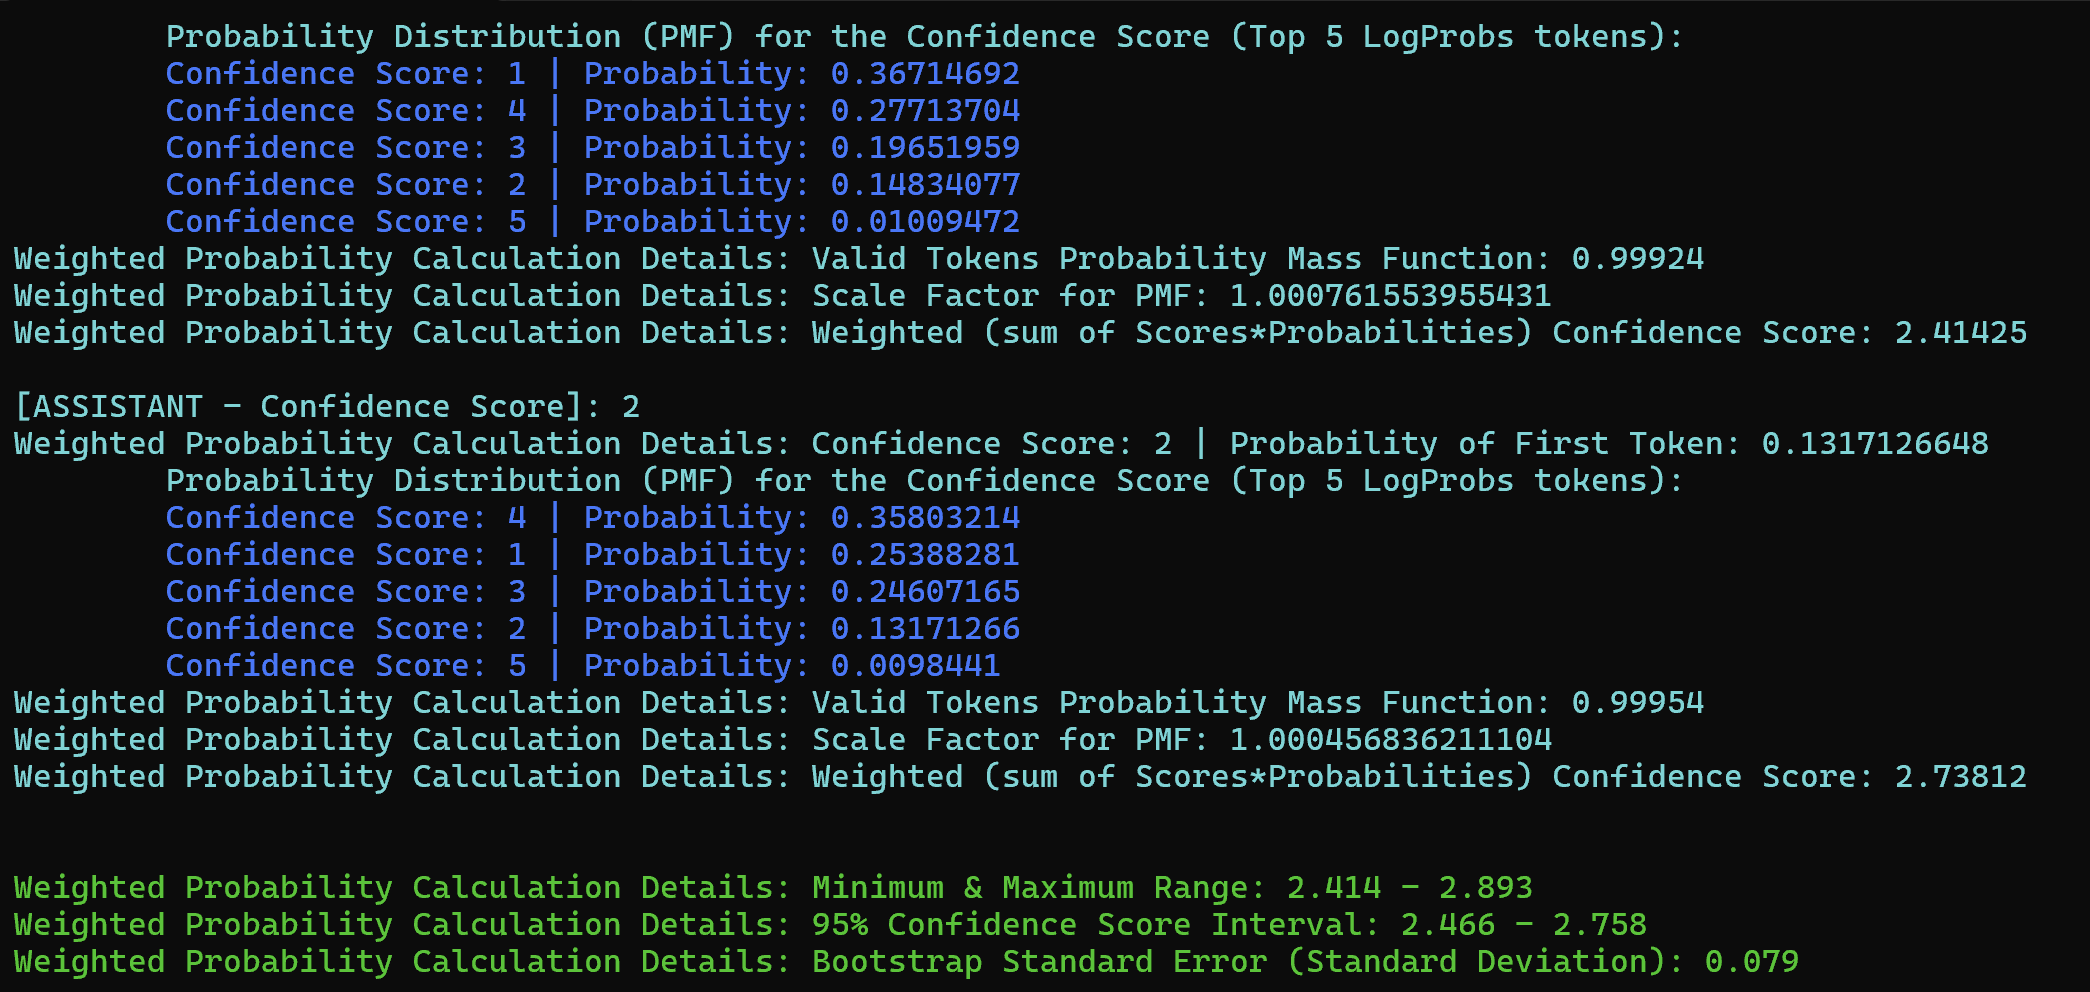 Probability Distribution (PMF) for the Confidence Score (Top 5 LogProbs tokens):
Confidence Score: 1 | Probability: 0.36714692
Confidence Score: 4 | Probability: 0.27713704
Confidence Score: 3 | Probability: 0.19651959
Confidence Score: 2 | Probability: 0.14834077
Confidence Score: 5 | Probability: 0.01009472
Weighted Probability Calculation Details: Valid Tokens Probability Mass Function: 0.99924
Weighted Probability Calculation Details: Scale Factor for PMF: 1.000761553955431
Weighted Probability Calculation Details: Weighted (sum of Scores*Probabilities) Confidence Score: 2.41425
[ASSISTANT – Confidence Score]: 2
Weighted Probability Calculation Details: Confidence Score: 2 | Probability of First Token: 0.1317126648
Probability Distribution (PMF) for the Confidence Score (Top 5 LogProbs tokens):
Confidence Score: 4 | Probability: 0.35803214
Confidence Score: 1 | Probability: 0.25388281
Confidence Score: 3 | Probability: 0.24607165
Confidence Score: 2 | Probability: 0.13171266
Confidence Score: 5 | Probability: 0.0098441
Weighted Probability Calculation Details: Valid Tokens Probability Mass Function: 0.99954
Weighted Probability Calculation Details: Scale Factor for PMF: 1.000456836211104
Weighted Probability Calculation Details: Weighted (sum of Scores*Probabilities) Confidence Score: 2.73812
Weighted Probability Calculation Details: Minimum & Maximum Range: 2.414 – 2.893
Weighted Probability Calculation Details: 95% Confidence Score Interval: 2.466 – 2.758
Weighted Probability Calculation Details: Bootstrap Standard Error (Standard Deviation): 0.079